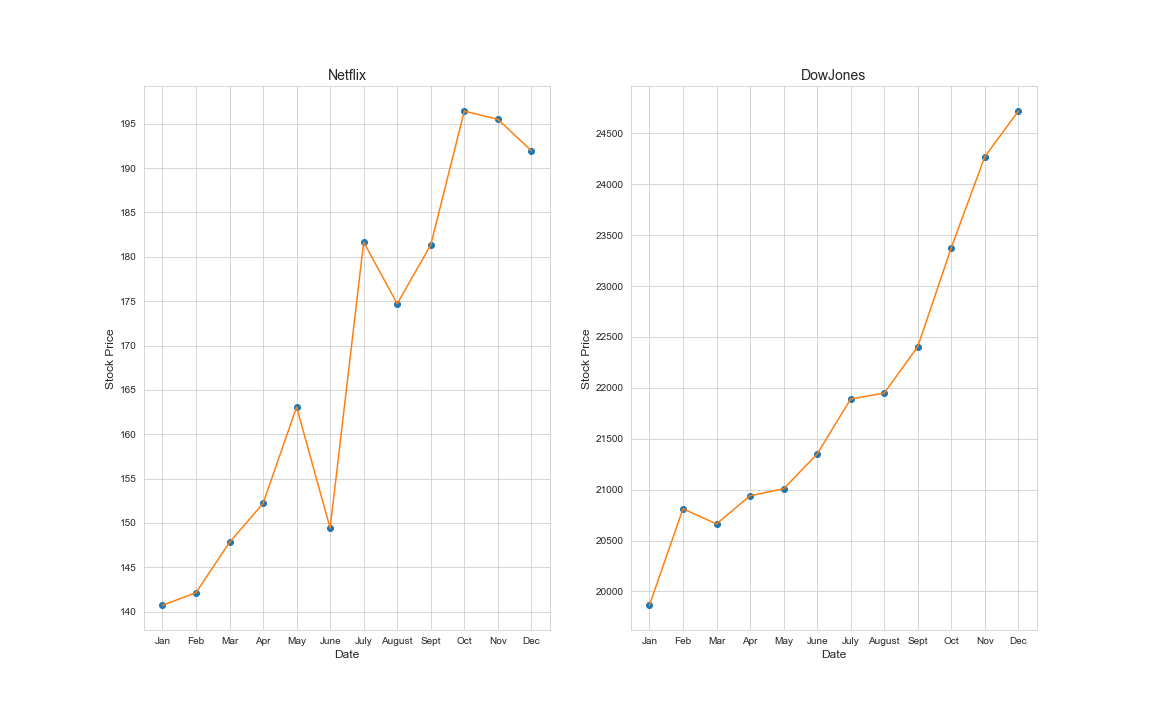 Netflix
195
190
185
180
175
170
165
160
155
150
145
140
Stock Price
Jan Feb Mar Apr May June July August Sept Oct Nov Dec
Date
DowJones
24500
24000
23500
23000
22500
22000
21500
21000
20500
20000
Stock Price
Jan Feb Mar Apr May June July August Sept Oct Nov Dec
Date